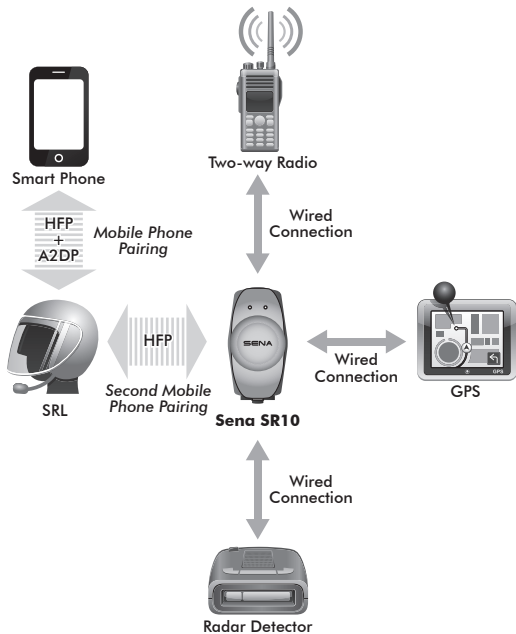 Two-way Radio
Smart Phone
HFP
+
A2DP
Mobile Phone
Pairing
Wired
Connection
SRL
HFP
Second Mobile
Phone Pairing
SENA
Sena SR10
Wired
Connection
GPS
GPS
Wired
Connection
Radar Detector